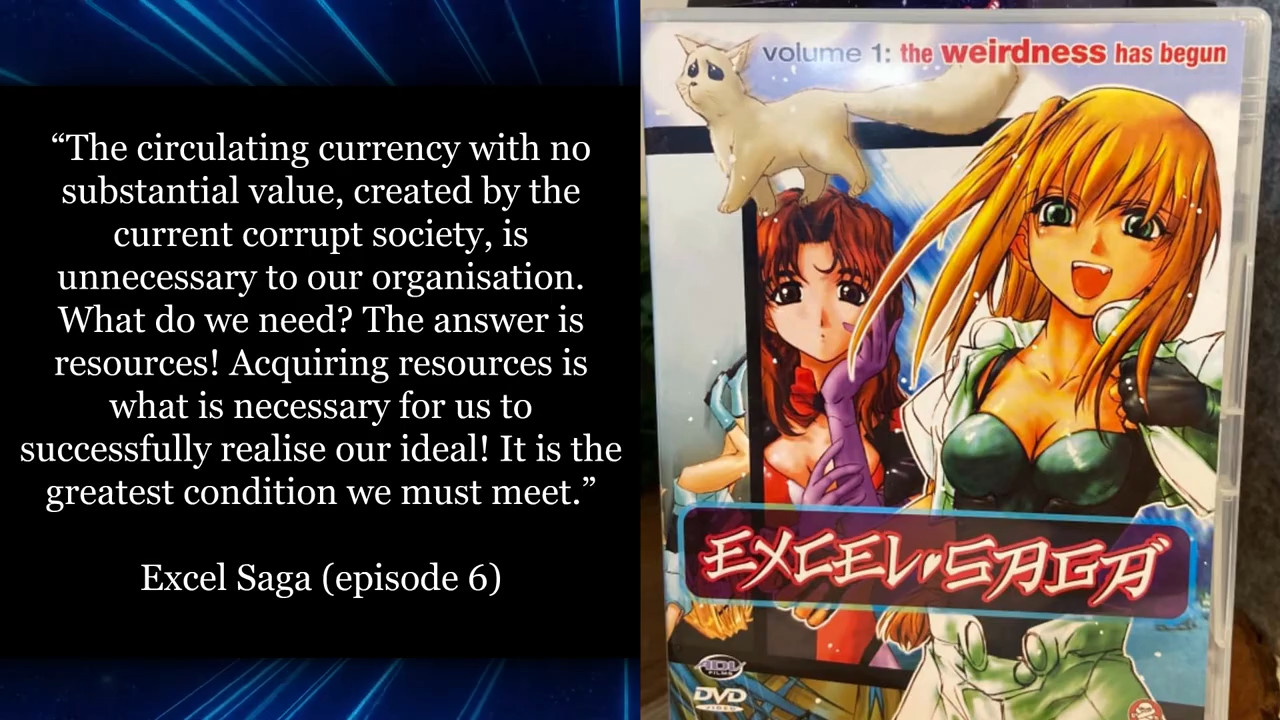 “The circulating currency with no
substantial value, created by the
current corrupt society, is
unnecessary to our organisation.
What do we need? The answer is
resources! Acquiring resources is
what is necessary for us to
successfully realise our ideal! It is the
greatest condition we must meet.”
Excel Saga (episode 6)
volume 1: the weirdness has begun
EXCEL SAGA
ADV
FILMS
DVD
VIDEO